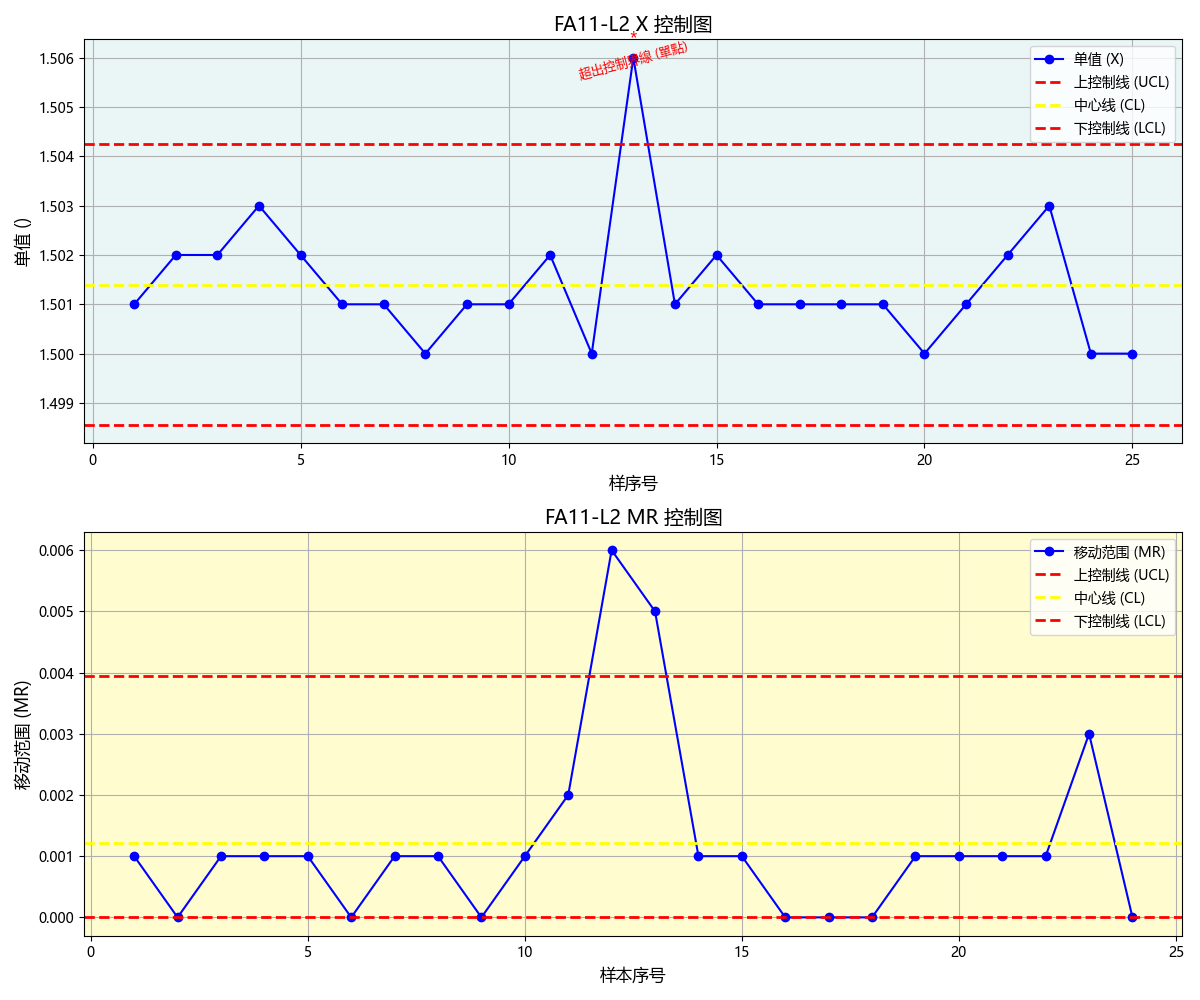 FA11-L2 X 控制图
*
超出控制界線 (單點)
单值 (X)
上控制线 (UCL)
中心线 (CL)
下控制线 (LCL)
单值 ()
1.506
1.505
1.504
1.503
1.502
1.501
1.500
1.499
0 5 10 15 20 25
样序号
FA11-L2 MR 控制图
移动范围 (MR)
上控制线 (UCL)
中心线 (CL)
下控制线 (LCL)
移动范围 (MR)
0.006
0.005
0.004
0.003
0.002
0.001
0.000
0 5 10 15 20 25
样本序号